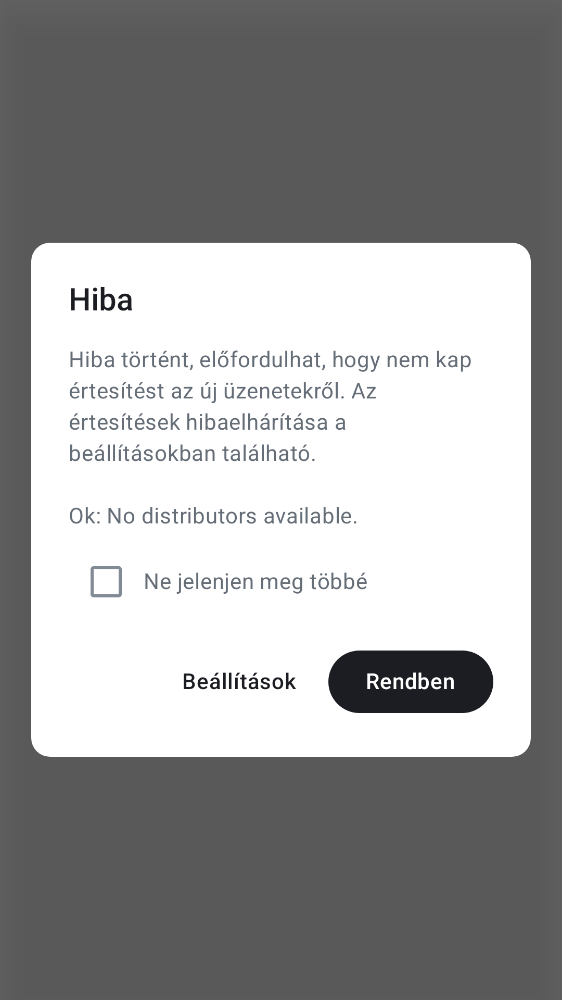 Hiba
Hiba történt, előfordulhat, hogy nem kap
értesítést az új üzenetekről. Az
értesítések hibaelhárítása a
beállításokban található.
Ok: No distributors available.
Ne jelenjen meg többé
Beállítások
Rendben